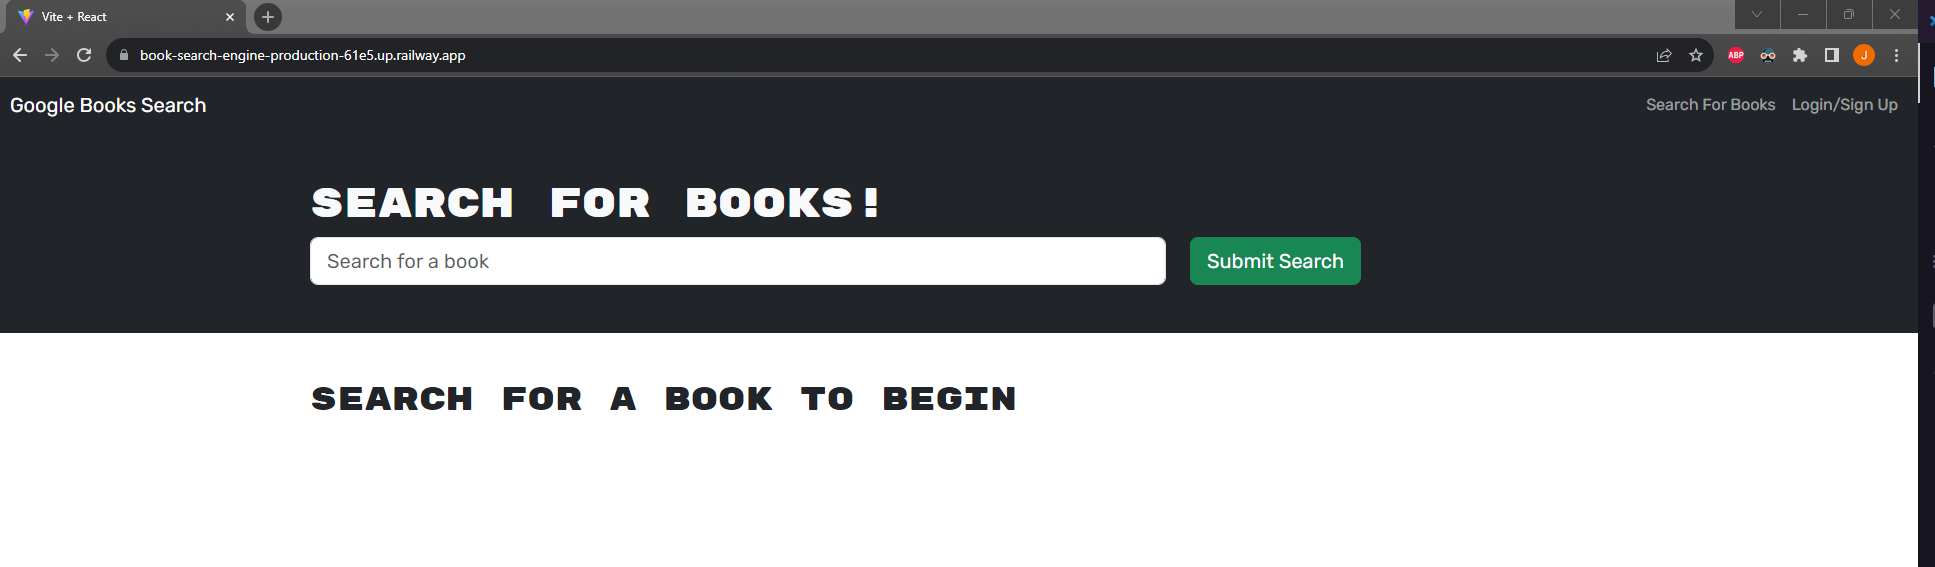 Vite + React
book-search-engine-production-61e5.up.railway.app
ABP
J
Google Books Search
Search For Books
Login/Sign Up
SEARCH FOR BOOKS!
Search for a book
Submit Search
SEARCH FOR A BOOK TO BEGIN